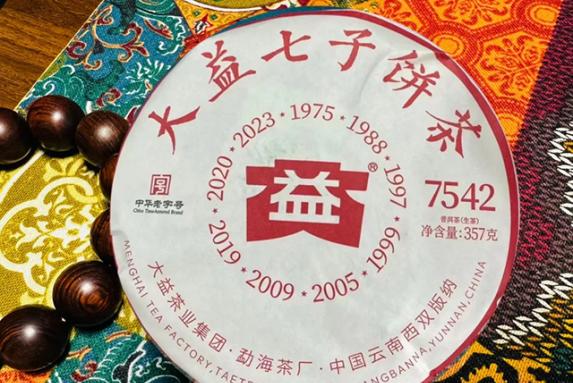 大益七子饼茶
1975 · 1988 · 1997 · 1999 · 2005 · 2009 · 2019 · 2020 · 2023
益®
中华老字号
China Time-honored Brand
7542
普洱茶(生茶)
净含量:357克
大益茶业集团·勐海茶厂·中国云南西双版纳
MENGHAI TEA FACTORY,
YUNNAN,CHINA